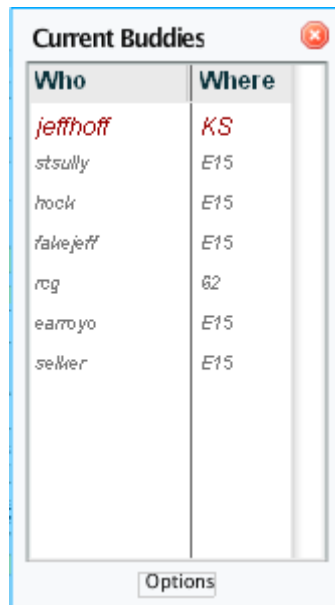 Current Buddies
Who Where
jeffhoff KS
stsully E15
hock E15
fakejeff E15
rcg 62
earroyo E15
selker E15
Options